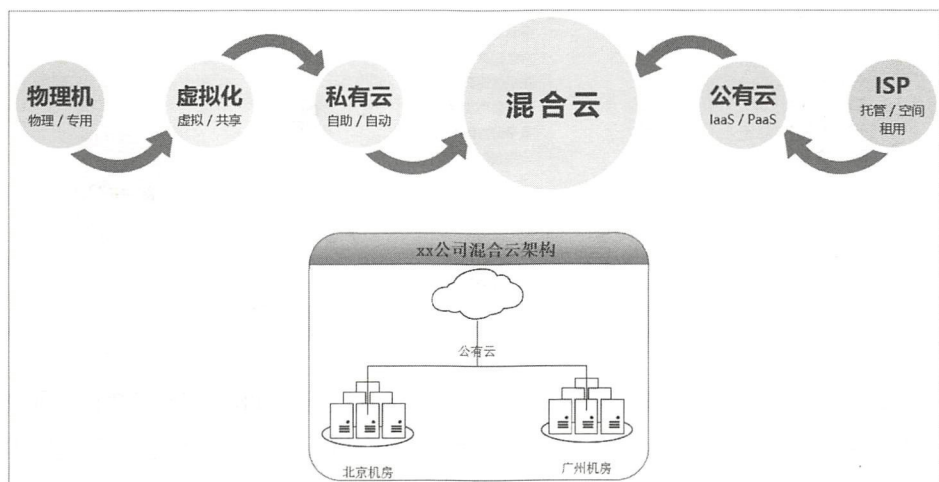 物理机
物理 / 专用
虚拟化
虚拟 / 共享
私有云
自助 / 自动
混合云
公有云
IaaS / PaaS
ISP
托管 / 空间
租用
xx公司混合云架构
公有云
北京机房
广州机房